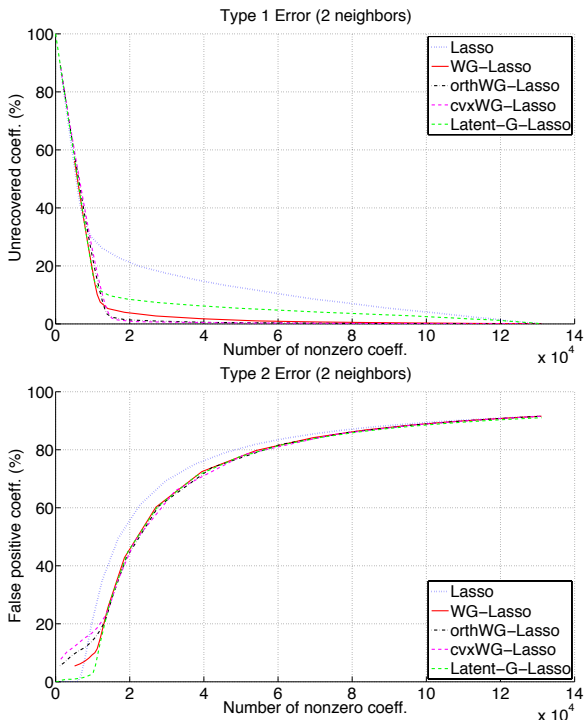 Type 1 Error (2 neighbors)
Unrecovered coeff. (%)
100
80
60
40
20
0
Lasso
WG-Lasso
orthWG-Lasso
cvxWG-Lasso
Latent-G-Lasso
0 2 4 6 8 10 12 14
Number of nonzero coeff.
x 10^4
Type 2 Error (2 neighbors)
False positive coeff. (%)
100
80
60
40
20
0
Lasso
WG-Lasso
orthWG-Lasso
cvxWG-Lasso
Latent-G-Lasso
0 2 4 6 8 10 12 14
Number of nonzero coeff.
x 10^4